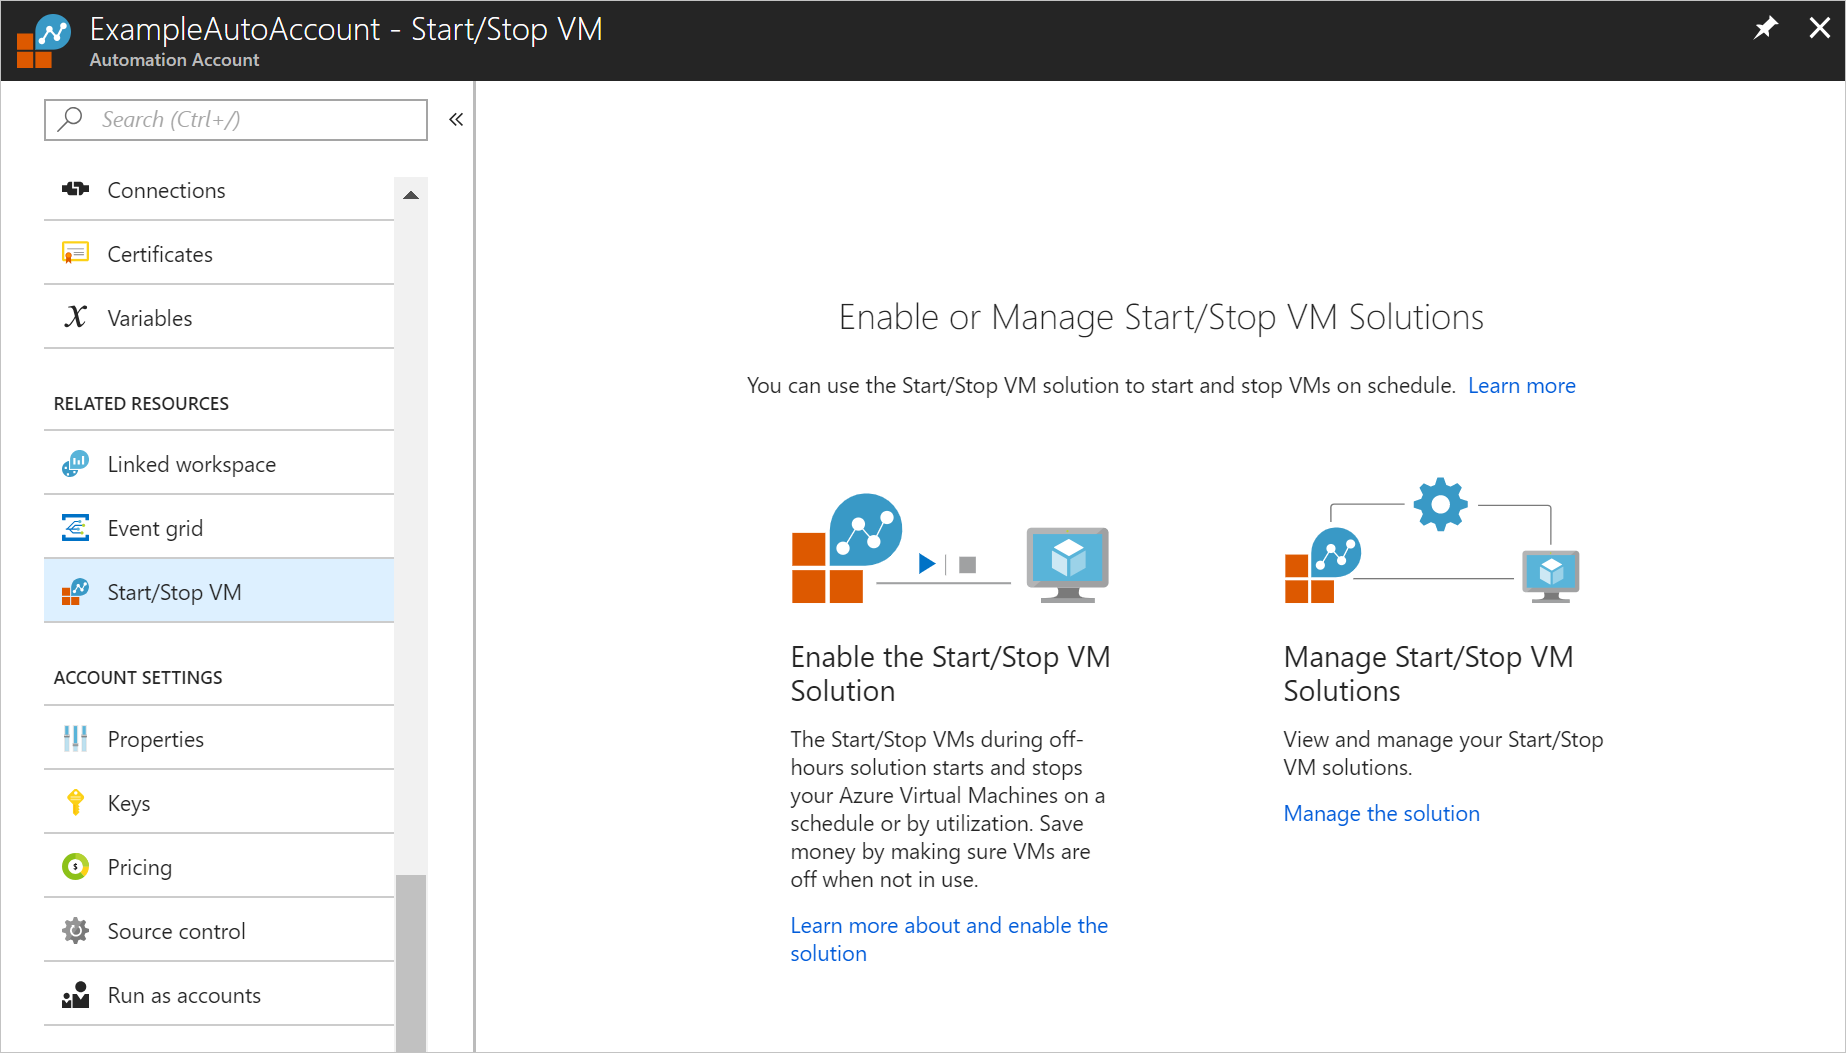 ExampleAutoAccount - Start/Stop VM
Automation Account
Search (Ctrl+/)
Connections
Certificates
Variables
RELATED RESOURCES
Linked workspace
Event grid
Start/Stop VM
ACCOUNT SETTINGS
Properties
Keys
Pricing
Source control
Run as accounts
Enable or Manage Start/Stop VM Solutions
You can use the Start/Stop VM solution to start and stop VMs on schedule. Learn more
Enable the Start/Stop VM
Solution
The Start/Stop VMs during off-
hours solution starts and stops
your Azure Virtual Machines on a
schedule or by utilization. Save
money by making sure VMs are
off when not in use.
Learn more about and enable the
solution
Manage Start/Stop VM
Solutions
View and manage your Start/Stop
VM solutions.
Manage the solution